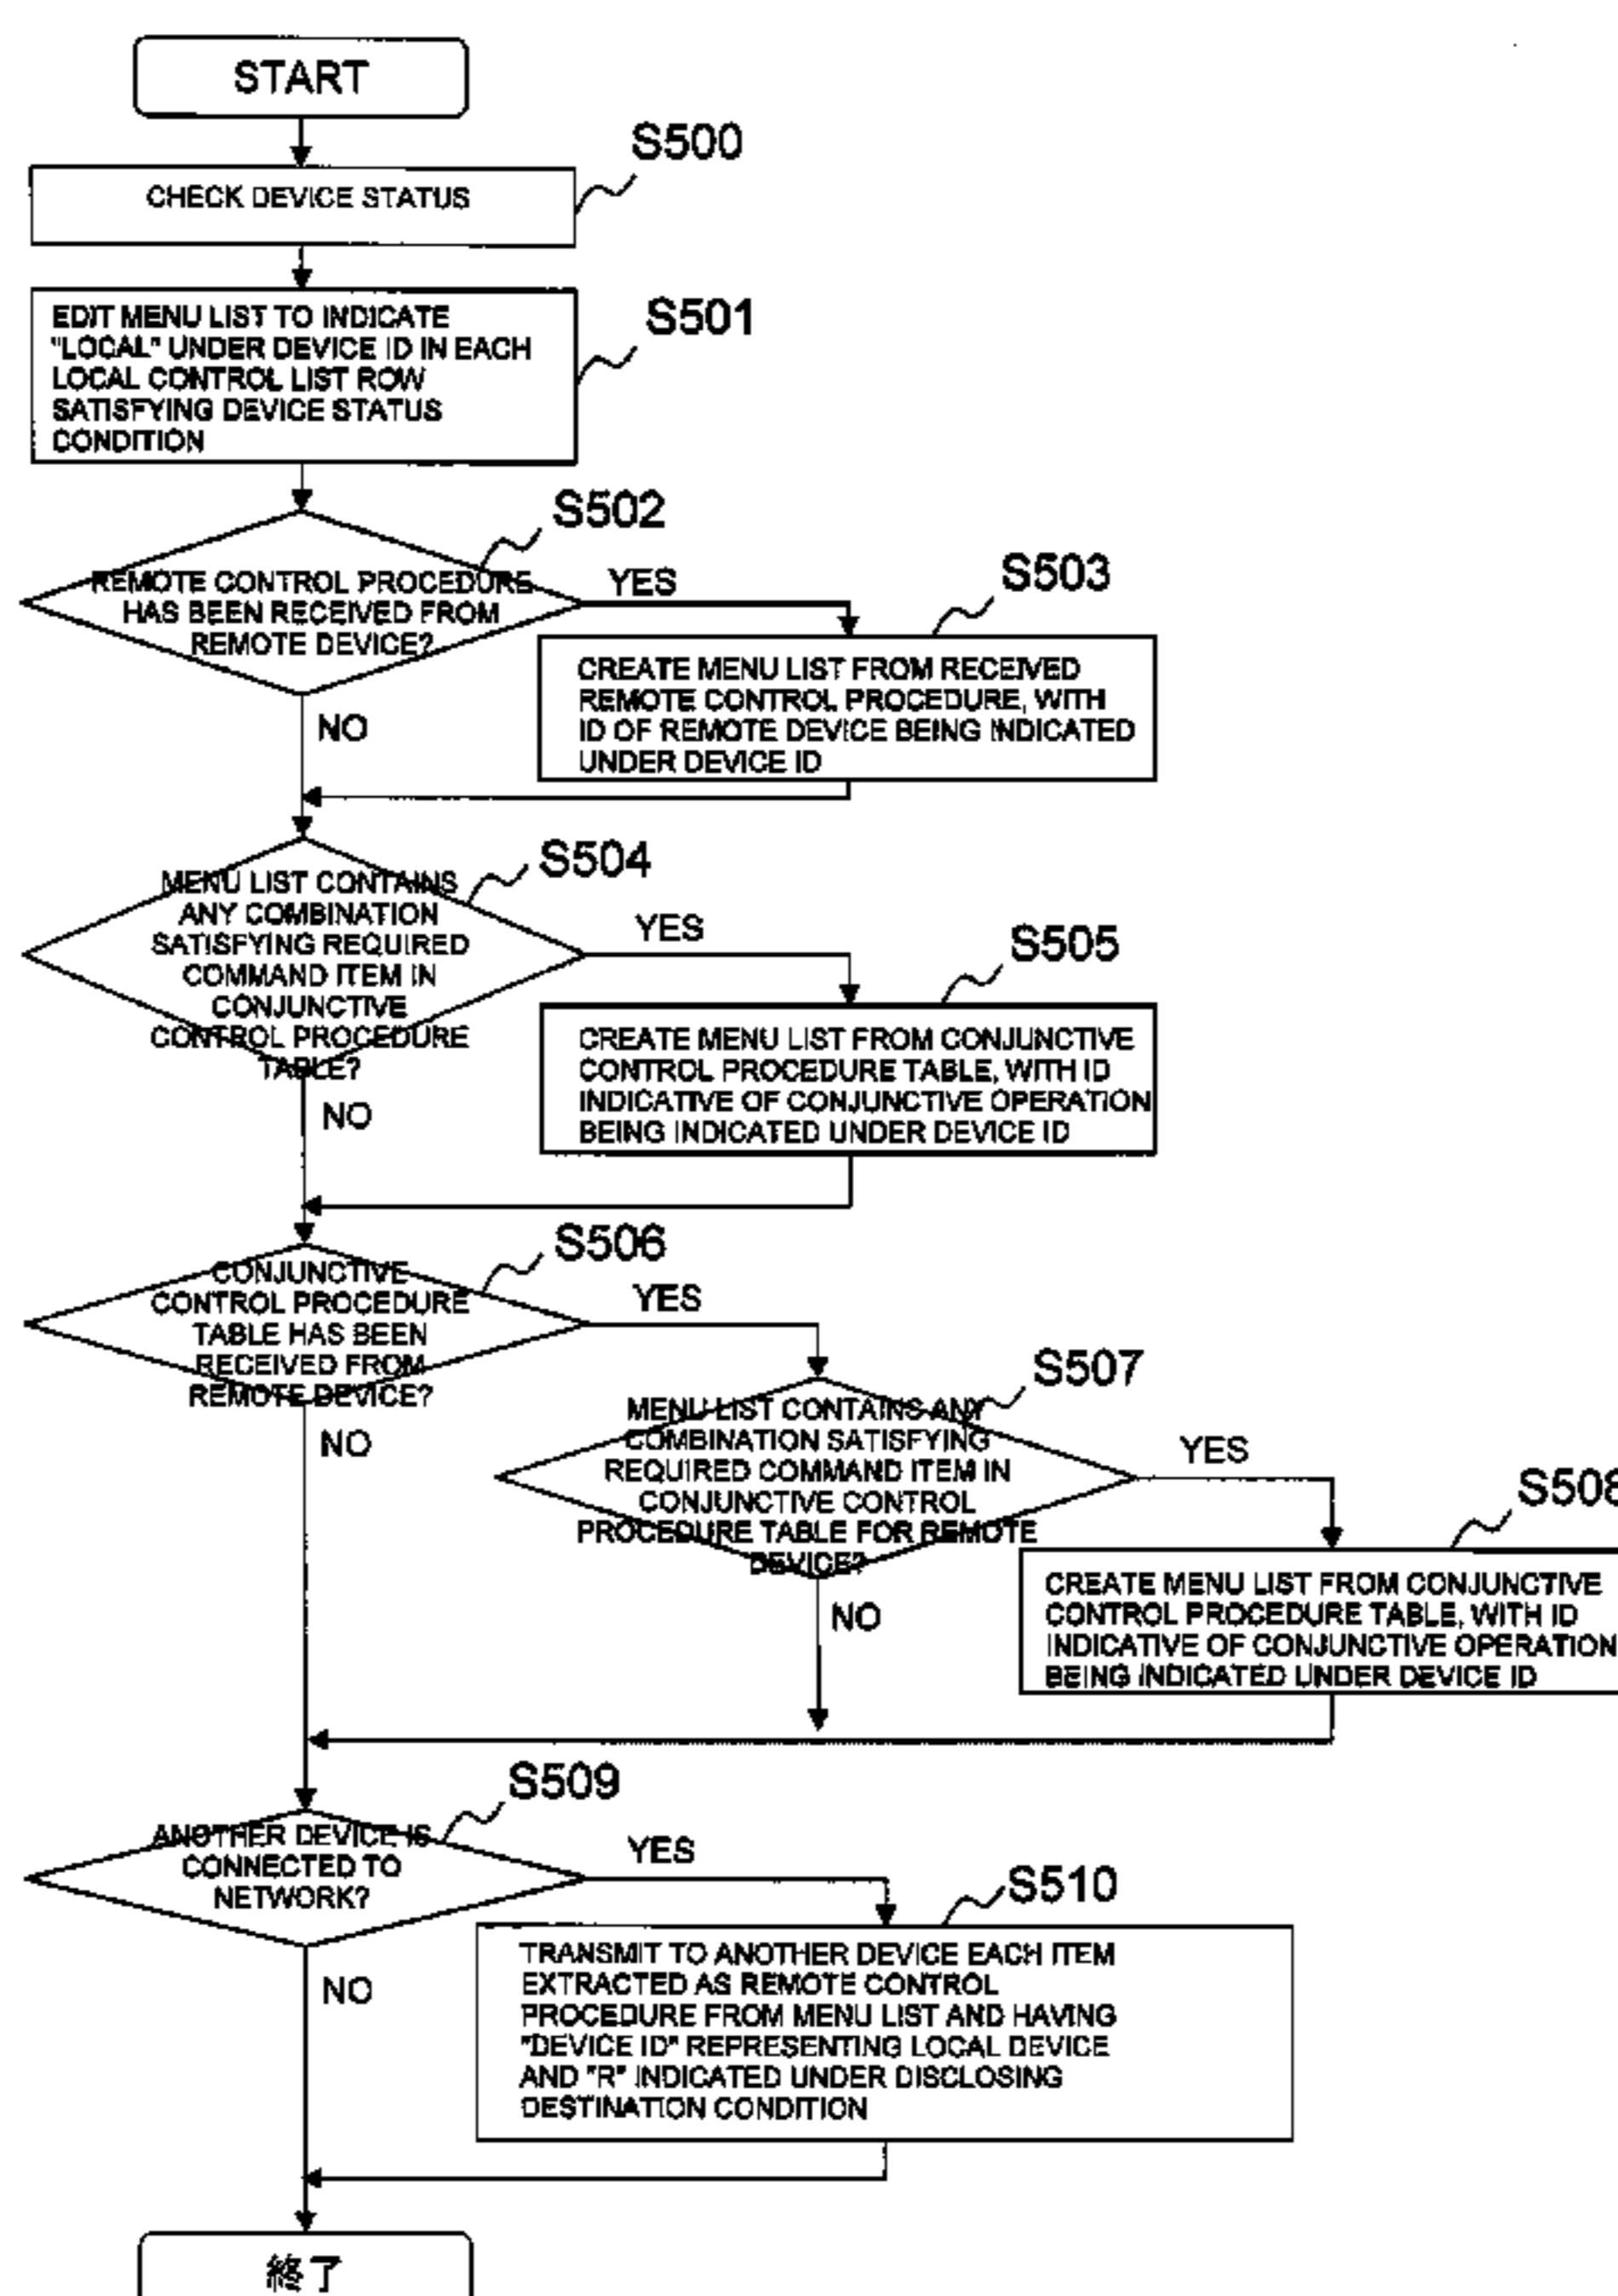 START
S500
CHECK DEVICE STATUS
S501
EDIT MENU LIST TO INDICATE
"LOCAL" UNDER DEVICE ID IN EACH
LOCAL CONTROL LIST ROW
SATISFYING DEVICE STATUS
CONDITION
S502
REMOTE CONTROL PROCEDURE
HAS BEEN RECEIVED FROM
REMOTE DEVICE?
YES
NO
S503
CREATE MENU LIST FROM RECEIVED
REMOTE CONTROL PROCEDURE, WITH
ID OF REMOTE DEVICE BEING INDICATED
UNDER DEVICE ID
S504
MENU LIST CONTAINS
ANY COMBINATION
SATISFYING REQUIRED
COMMAND ITEM IN
CONJUNCTIVE
CONTROL PROCEDURE
TABLE?
YES
NO
S505
CREATE MENU LIST FROM CONJUNCTIVE
CONTROL PROCEDURE TABLE, WITH ID
INDICATIVE OF CONJUNCTIVE OPERATION
BEING INDICATED UNDER DEVICE ID
S506
CONJUNCTIVE
CONTROL PROCEDURE
TABLE HAS BEEN
RECEIVED FROM
REMOTE DEVICE?
YES
NO
S507
MENU LIST CONTAINS ANY
COMBINATION SATISFYING
REQUIRED COMMAND ITEM IN
CONJUNCTIVE CONTROL
PROCEDURE TABLE FOR REMOTE
DEVICE?
YES
NO
S508
CREATE MENU LIST FROM CONJUNCTIVE
CONTROL PROCEDURE TABLE, WITH ID
INDICATIVE OF CONJUNCTIVE OPERATION
BEING INDICATED UNDER DEVICE ID
S509
ANOTHER DEVICE IS
CONNECTED TO
NETWORK?
YES
NO
S510
TRANSMIT TO ANOTHER DEVICE EACH ITEM
EXTRACTED AS REMOTE CONTROL
PROCEDURE FROM MENU LIST AND HAVING
"DEVICE ID" REPRESENTING LOCAL DEVICE
AND "R" INDICATED UNDER DISCLOSING
DESTINATION CONDITION
終了